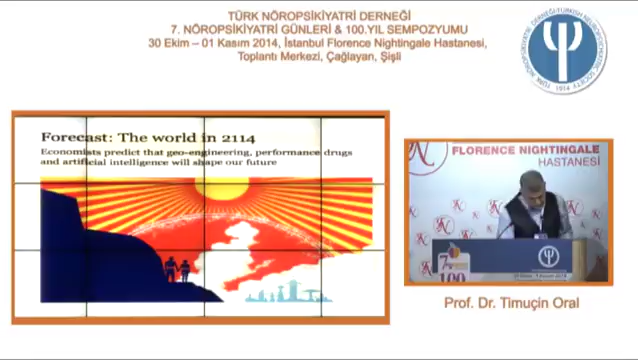 TÜRK NÖROPSİKİYATRİ DERNEĞİ
7. NÖROPSİKİYATRİ GÜNLERİ & 100.YIL SEMPOZYUMU
30 Ekim – 01 Kasım 2014, İstanbul Florence Nightingale Hastanesi,
Toplantı Merkezi, Çağlayan, Şişli
Forecast: The world in 2114
Economists predict that geo-engineering, performance drugs
and artificial intelligence will shape our future
FLORENCE NIGHTINGALE
HASTANESİ
100
Prof. Dr. Timuçin Oral